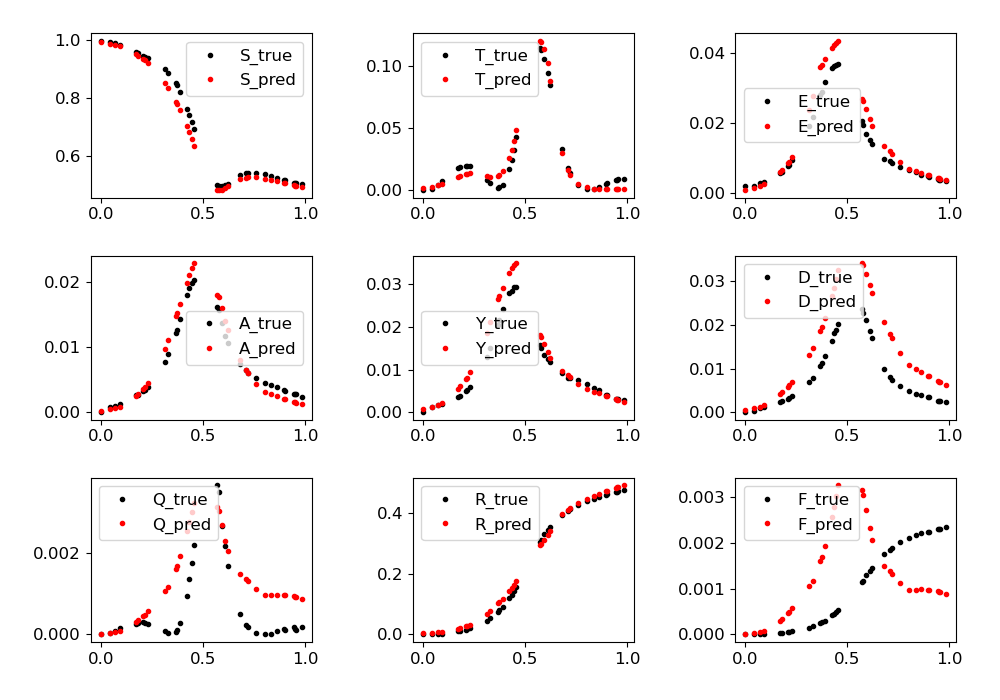 1.0
0.8
0.6
0.0 0.5 1.0
S_true
S_pred
0.10
0.05
0.00
0.0 0.5 1.0
T_true
T_pred
0.04
0.02
0.00
0.0 0.5 1.0
E_true
E_pred
0.02
0.01
0.00
0.0 0.5 1.0
A_true
A_pred
0.03
0.02
0.01
0.00
0.0 0.5 1.0
Y_true
Y_pred
0.03
0.02
0.01
0.00
0.0 0.5 1.0
D_true
D_pred
0.002
0.000
0.0 0.5 1.0
Q_true
Q_pred
0.4
0.2
0.0
0.0 0.5 1.0
R_true
R_pred
0.003
0.002
0.001
0.000
0.0 0.5 1.0
F_true
F_pred